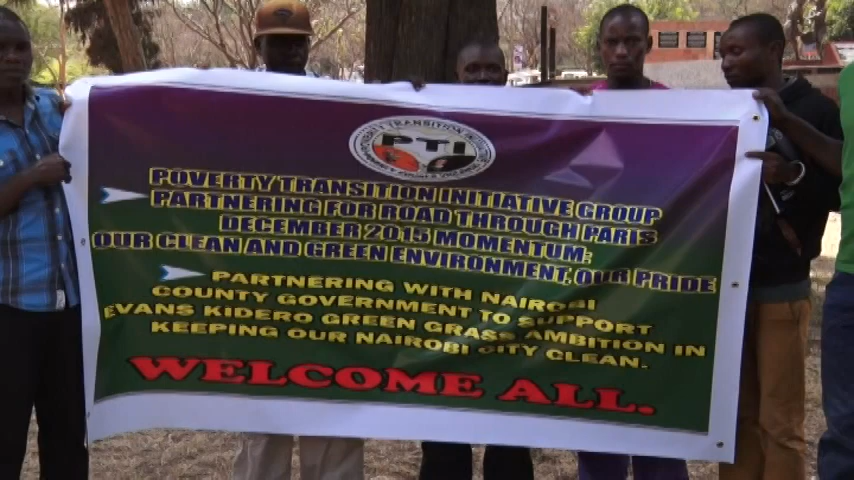 POVERTY TRANSITION INITIATIVE GROUP
PARTNERING FOR ROAD THROUGH PARIS
DECEMBER 2015 MOMENTUM:
OUR CLEAN AND GREEN ENVIRONMENT, OUR PRIDE
PARTNERING WITH NAIROBI
COUNTY GOVERNMENT TO SUPPORT
EVANS KIDERO GREEN GRASS AMBITION IN
KEEPING OUR NAIROBI CITY CLEAN.
WELCOME ALL.
PTI